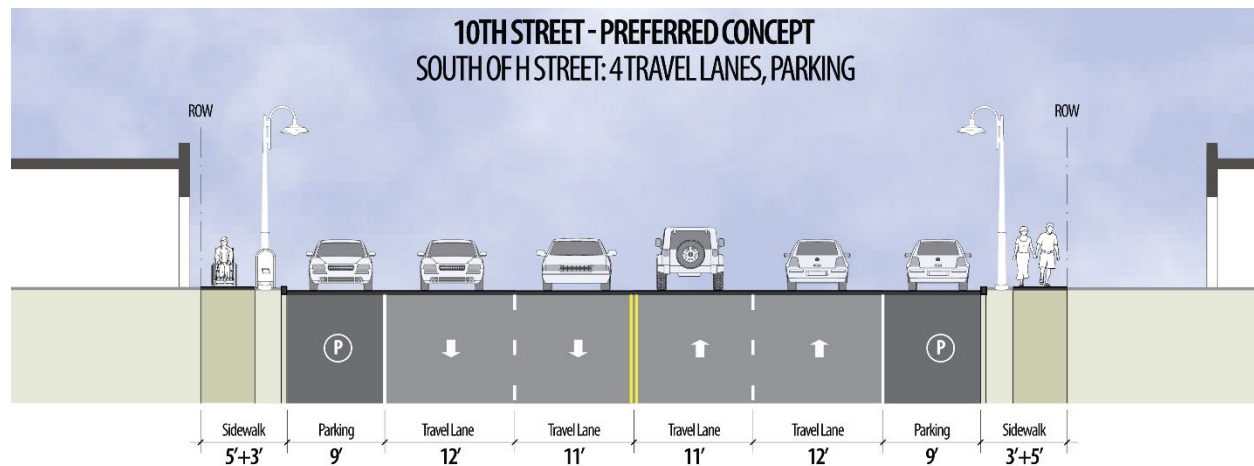 10TH STREET - PREFERRED CONCEPT
SOUTH OF H STREET: 4 TRAVEL LANES, PARKING
ROW
ROW
P
P
Sidewalk
Parking
Travel Lane
Travel Lane
Travel Lane
Travel Lane
Parking
Sidewalk
5'+3'
9'
12'
11'
11'
12'
9'
3'+5'